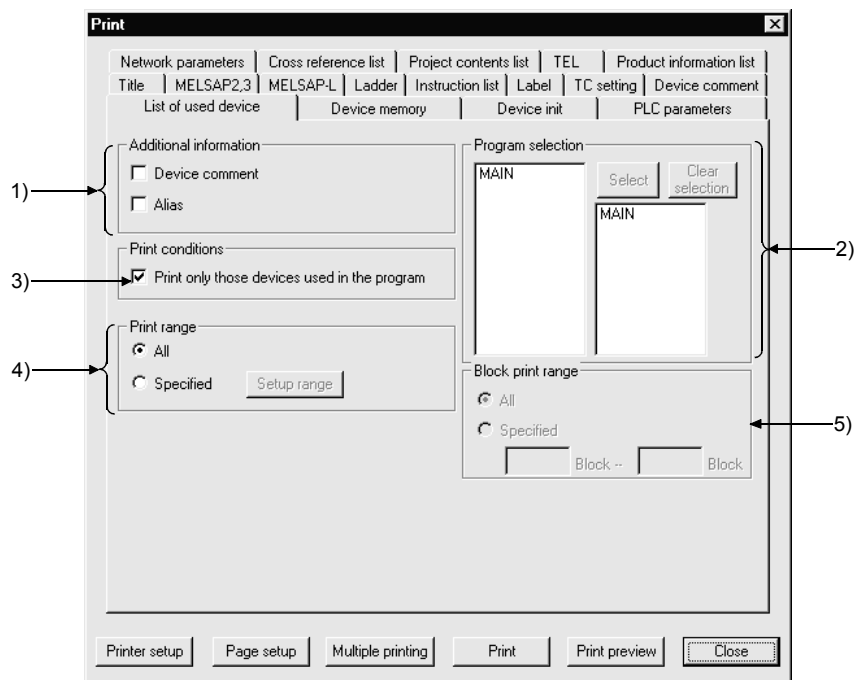 Print
Network parameters Cross reference list Project contents list TEL Product information list
Title MELSAP2,3 MELSAP-L Ladder Instruction list Label TC setting Device comment
List of used device Device memory Device init PLC parameters
Additional information
Device comment
Alias
1)
Print conditions
Print only those devices used in the program
3)
Print range
All
Specified Setup range
4)
Program selection
MAIN
Select Clear selection
MAIN
2)
Block print range
All
Specified
Block -- Block
5)
Printer setup Page setup Multiple printing Print Print preview Close